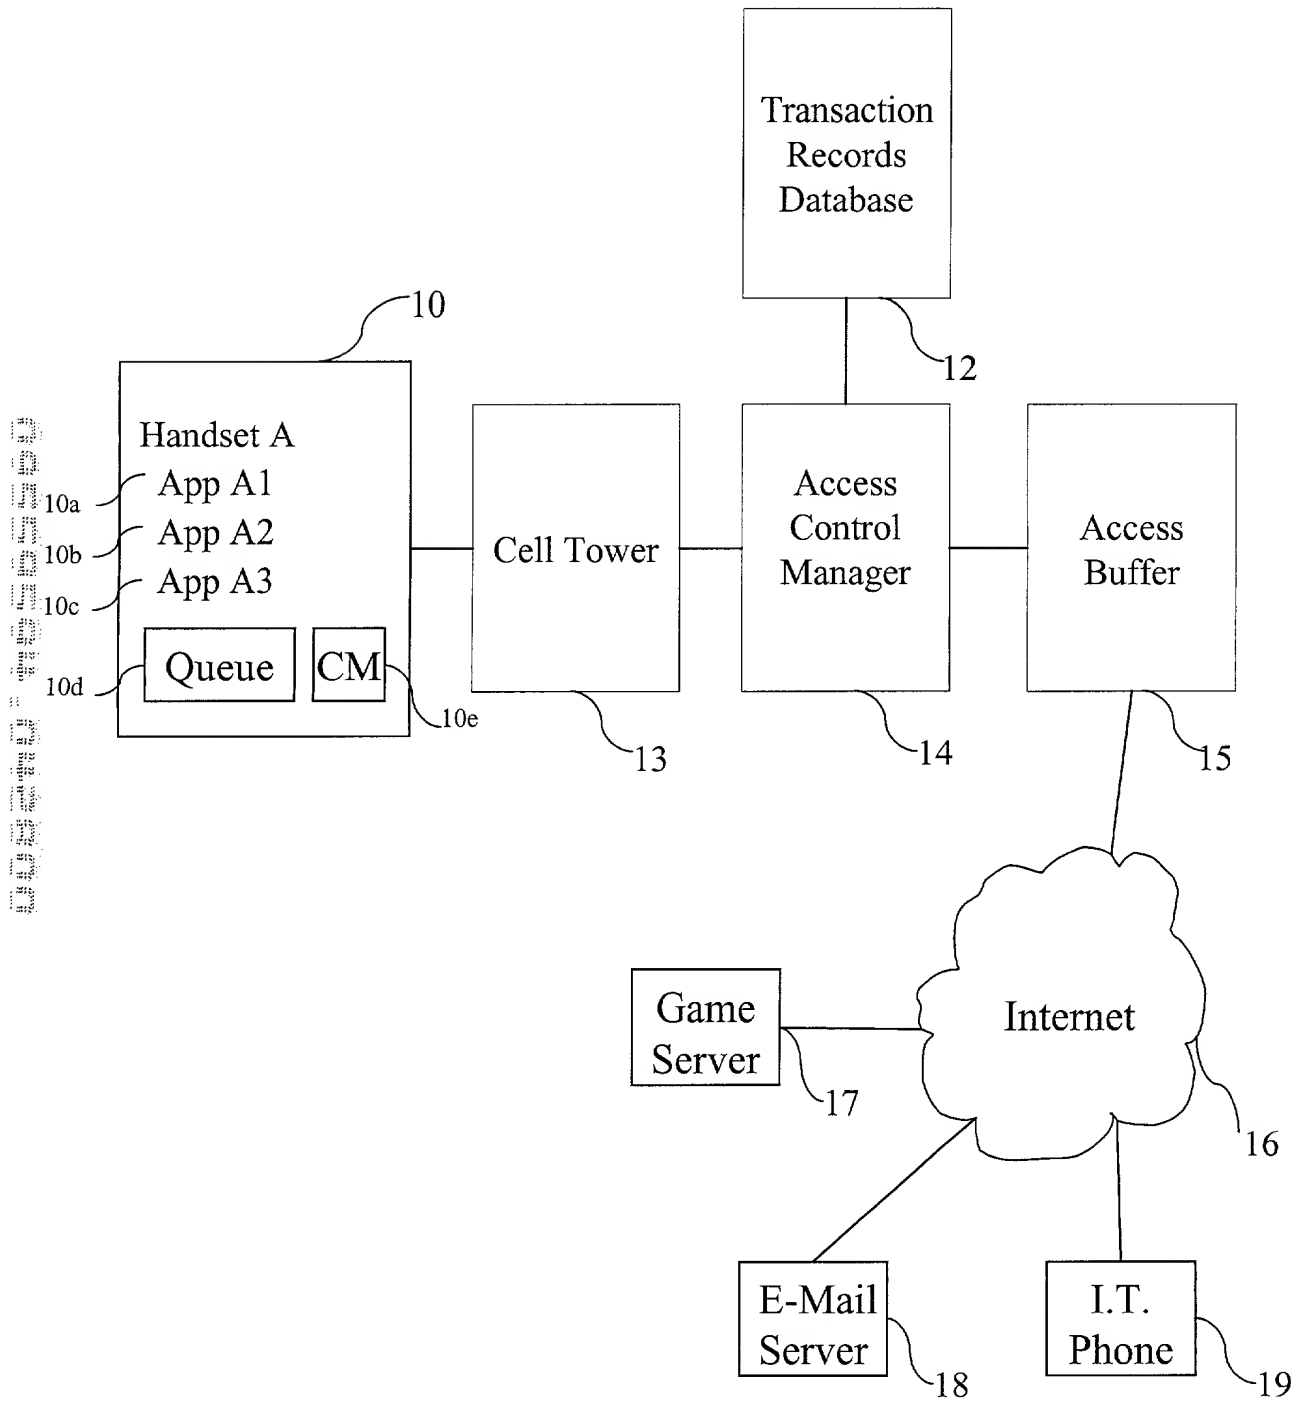 Transaction
Records
Database
12
10
Handset A
10a App A1
10b App A2
10c App A3
10d Queue
CM
10e
Cell Tower
13
Access
Control
Manager
14
Access
Buffer
15
Internet
16
Game
Server
17
E-Mail
Server
18
I.T.
Phone
19